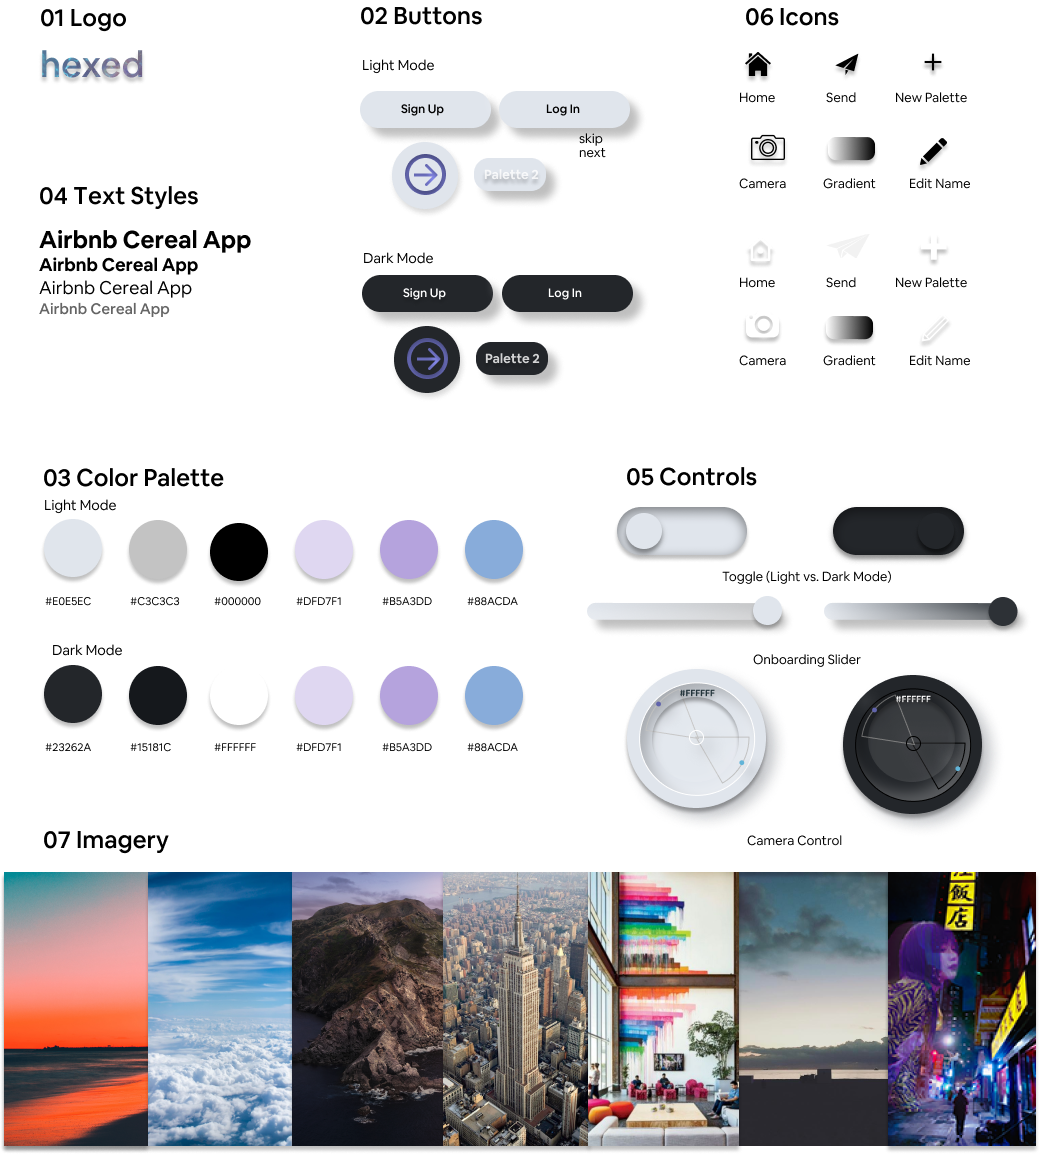 01 Logo
hexed
02 Buttons
Light Mode
Sign Up
Log In
skip
next
Palette 2
Dark Mode
Sign Up
Log In
Palette 2
06 Icons
Home
Send
New Palette
Camera
Gradient
Edit Name
Home
Send
New Palette
Camera
Gradient
Edit Name
04 Text Styles
Airbnb Cereal App
Airbnb Cereal App
Airbnb Cereal App
Airbnb Cereal App
03 Color Palette
Light Mode
#E0E5EC
#C3C3C3
#000000
#DFD7F1
#B5A3DD
#88ACDA
Dark Mode
#23262A
#15181C
#FFFFFF
#DFD7F1
#B5A3DD
#88ACDA
05 Controls
Toggle (Light vs. Dark Mode)
Onboarding Slider
#FFFFFF
#FFFFFF
Camera Control
07 Imagery
飯
店